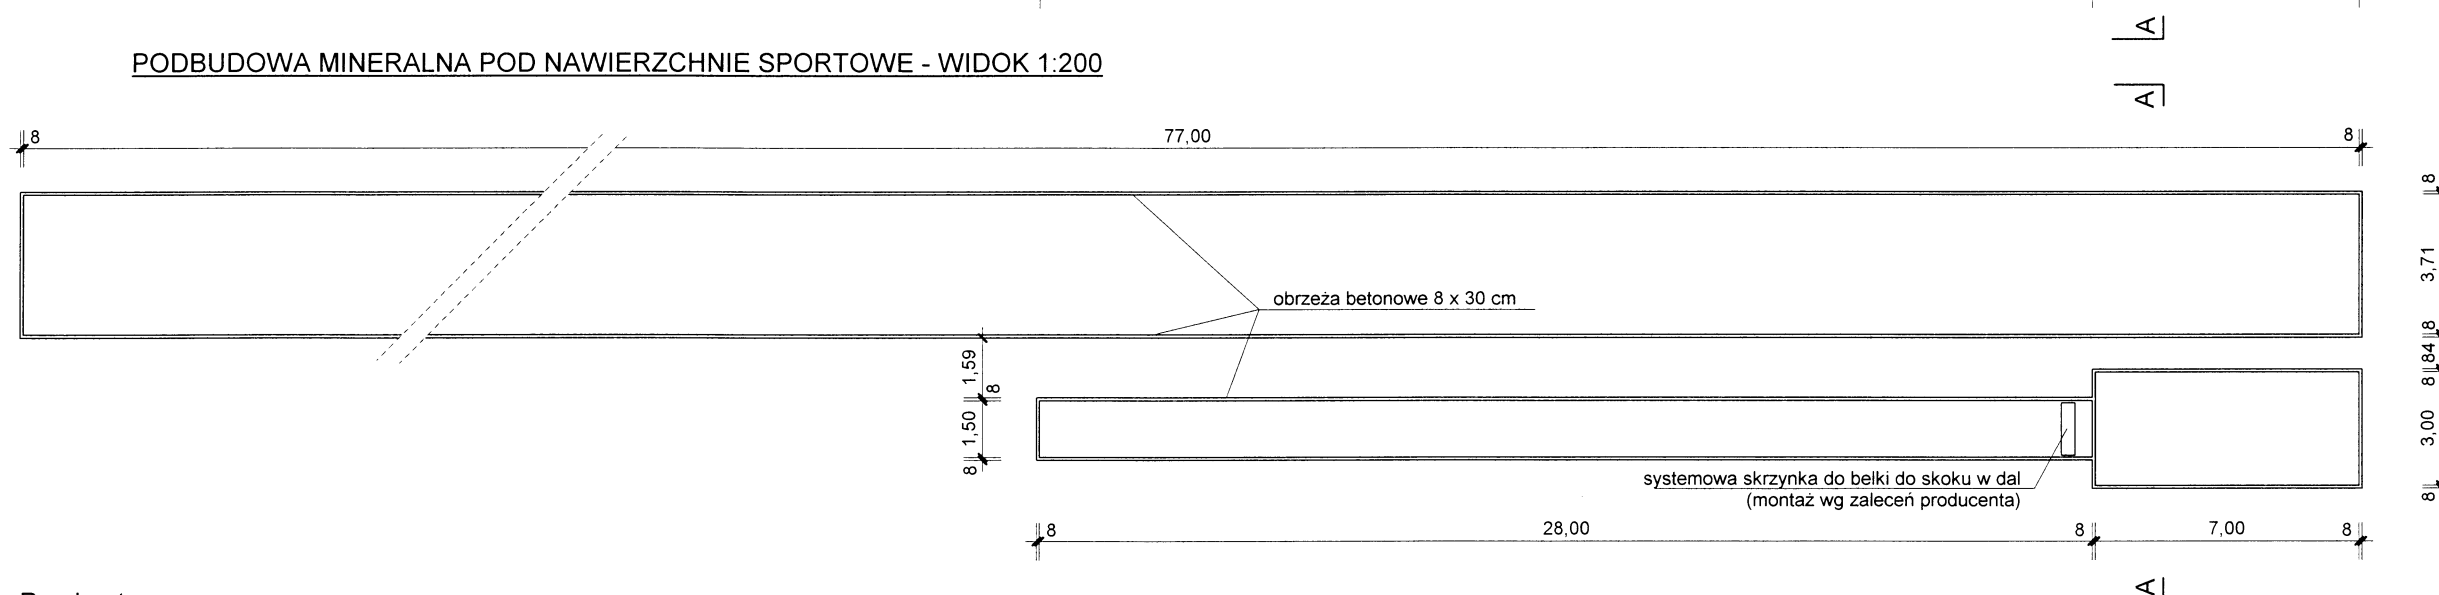 A
PODBUDOWA MINERALNA POD NAWIERZCHNIE SPORTOWE - WIDOK 1:200
A
8
77,00
8
8
3,71
8
obrzeża betonowe 8 x 30 cm
84
8
1,59
8
1,50
8
3,00
8
systemowa skrzynka do belki do skoku w dal
(montaż wg zaleceń producenta)
8
28,00
8
7,00
8
A